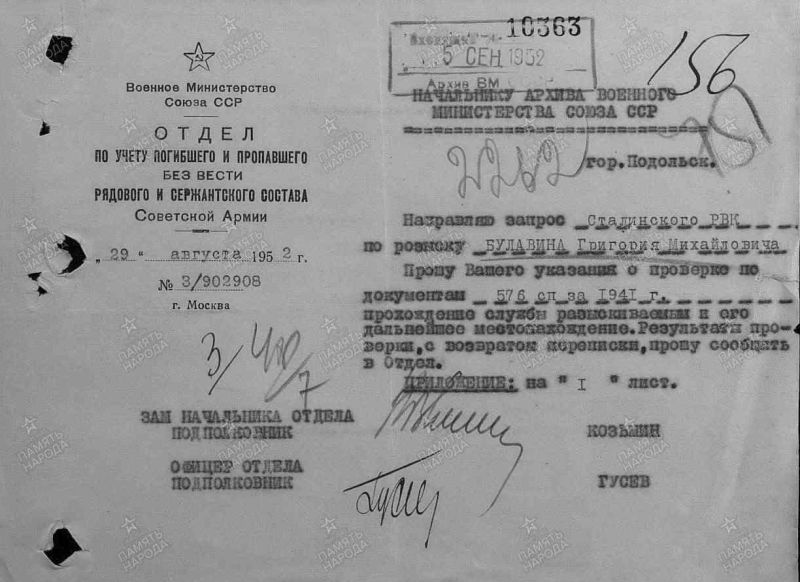 Входящий №
10363
5 СЕН 1952
Архив ВМ
156
Военное Министерство
Союза ССР
ОТДЕЛ
ПО УЧЕТУ ПОГИБШЕГО И ПРОПАВШЕГО
БЕЗ ВЕСТИ
РЯДОВОГО И СЕРЖАНТСКОГО СОСТАВА
Советской Армии
„29“ августа 1952 г.
№ 3/902908
г. Москва
НАЧАЛЬНИКУ АРХИВА ВОЕННОГО
МИНИСТЕРСТВА СОЮЗА ССР
гор.Подольск.
Направляю запрос Сталинского РВК
по розыску БУЛАВИНА Григория Михайловича
Прошу Вашего указания о проверке по
документам 576 сп за 1941 г.
прохождение службы разыскиваемым и его
дальнейшее местонахождение.Результаты про-
верки,с возвратом переписки,прошу сообщить
в Отдел.
ПРИЛОЖЕНИЕ: на "I" лист.
ЗАМ НАЧАЛЬНИКА ОТДЕЛА
ПОДПОЛКОВНИК КОЗЬМИН
ОФИЦЕР ОТДЕЛА
ПОДПОЛКОВНИК ГУСЕВ
ПАМЯТЬ
НАРОДА